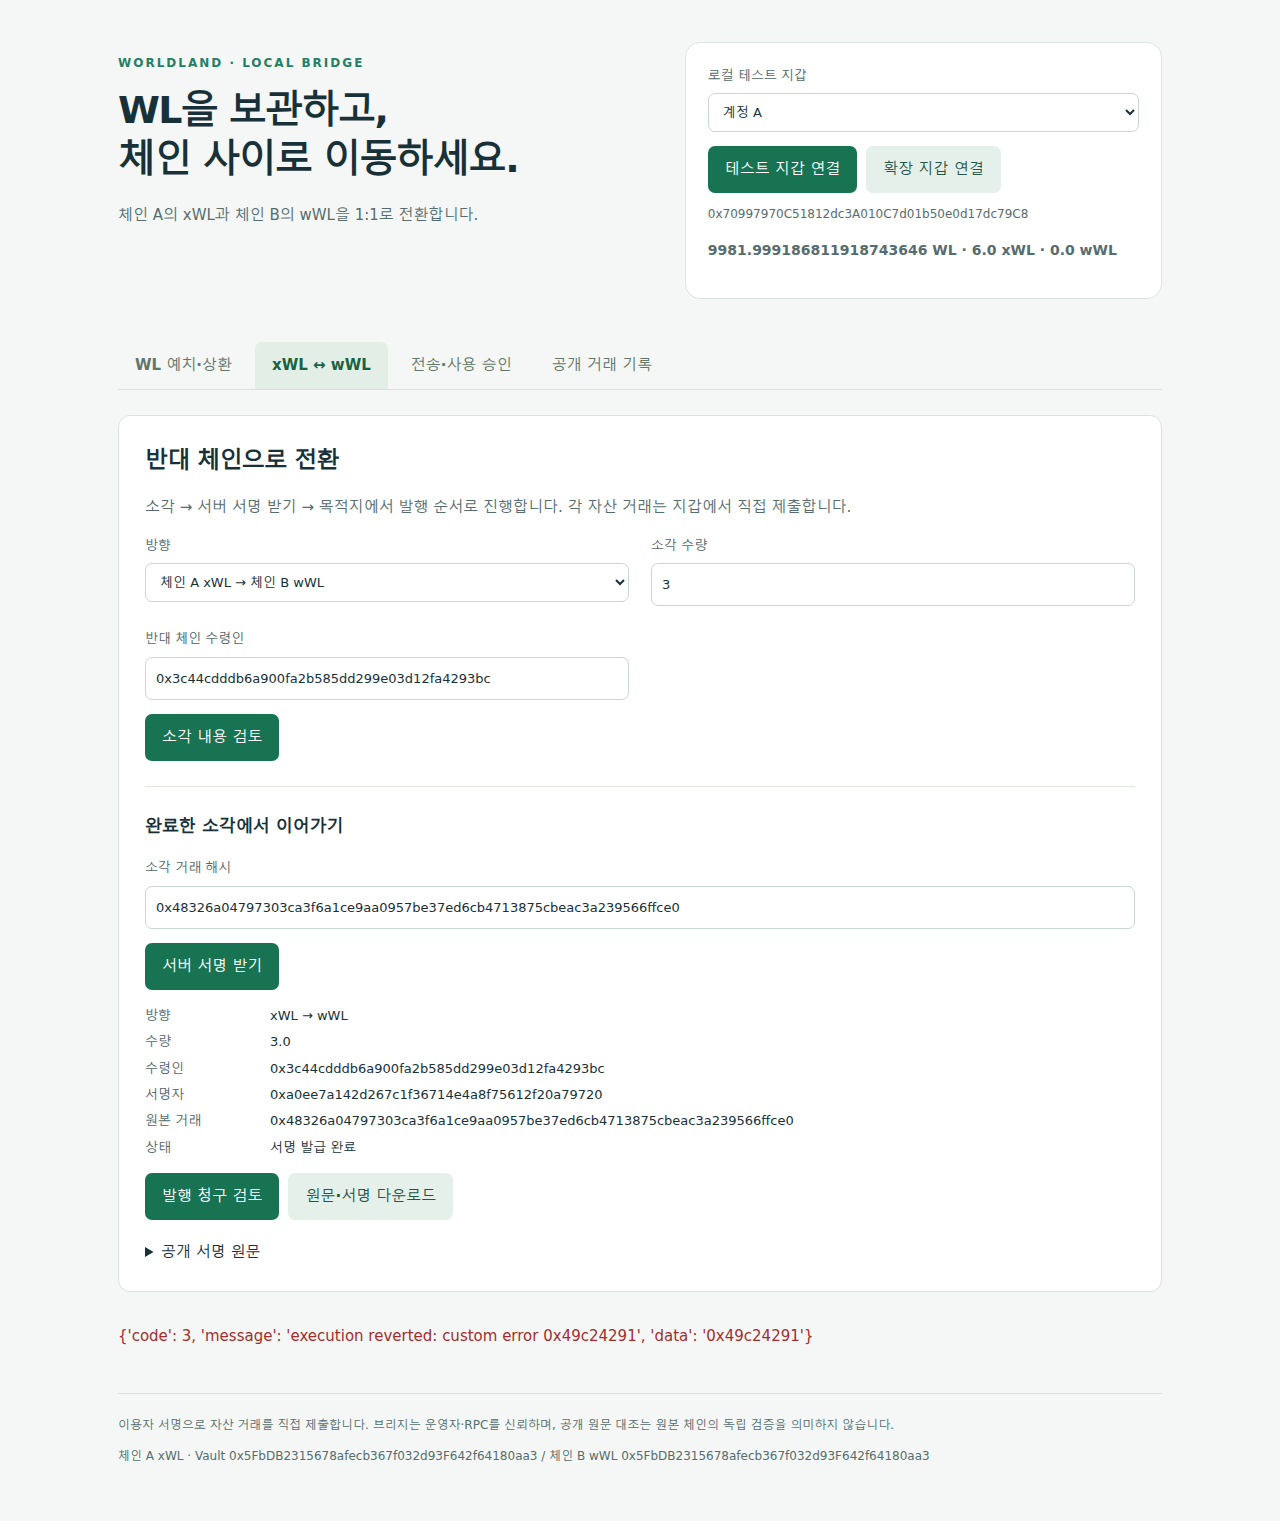 WORLDLAND · LOCAL BRIDGE
WL을 보관하고,
체인 사이로 이동하세요.
체인 A의 xWL과 체인 B의 wWL을 1:1로 전환합니다.
로컬 테스트 지갑
계정 A
테스트 지갑 연결
확장 지갑 연결
0x70997970C51812dc3A010C7d01b50e0d17dc79C8
9981.999186811918743646 WL · 6.0 xWL · 0.0 wWL
WL 예치·상환
xWL ↔ wWL
전송·사용 승인
공개 거래 기록
반대 체인으로 전환
소각 → 서버 서명 받기 → 목적지에서 발행 순서로 진행합니다. 각 자산 거래는 지갑에서 직접 제출합니다.
방향
소각 수량
체인 A xWL → 체인 B wWL
3
반대 체인 수령인
0x3c44cdddb6a900fa2b585dd299e03d12fa4293bc
소각 내용 검토
완료한 소각에서 이어가기
소각 거래 해시
0x48326a04797303ca3f6a1ce9aa0957be37ed6cb4713875cbeac3a239566ffce0
서버 서명 받기
방향 xWL → wWL
수량 3.0
수령인 0x3c44cdddb6a900fa2b585dd299e03d12fa4293bc
서명자 0xa0ee7a142d267c1f36714e4a8f75612f20a79720
원본 거래 0x48326a04797303ca3f6a1ce9aa0957be37ed6cb4713875cbeac3a239566ffce0
상태 서명 발급 완료
발행 청구 검토
원문·서명 다운로드
▶ 공개 서명 원문
{'code': 3, 'message': 'execution reverted: custom error 0x49c24291', 'data': '0x49c24291'}
이용자 서명으로 자산 거래를 직접 제출합니다. 브리지는 운영자·RPC를 신뢰하며, 공개 원문 대조는 원본 체인의 독립 검증을 의미하지 않습니다.
체인 A xWL · Vault 0x5FbDB2315678afecb367f032d93F642f64180aa3 / 체인 B wWL 0x5FbDB2315678afecb367f032d93F642f64180aa3